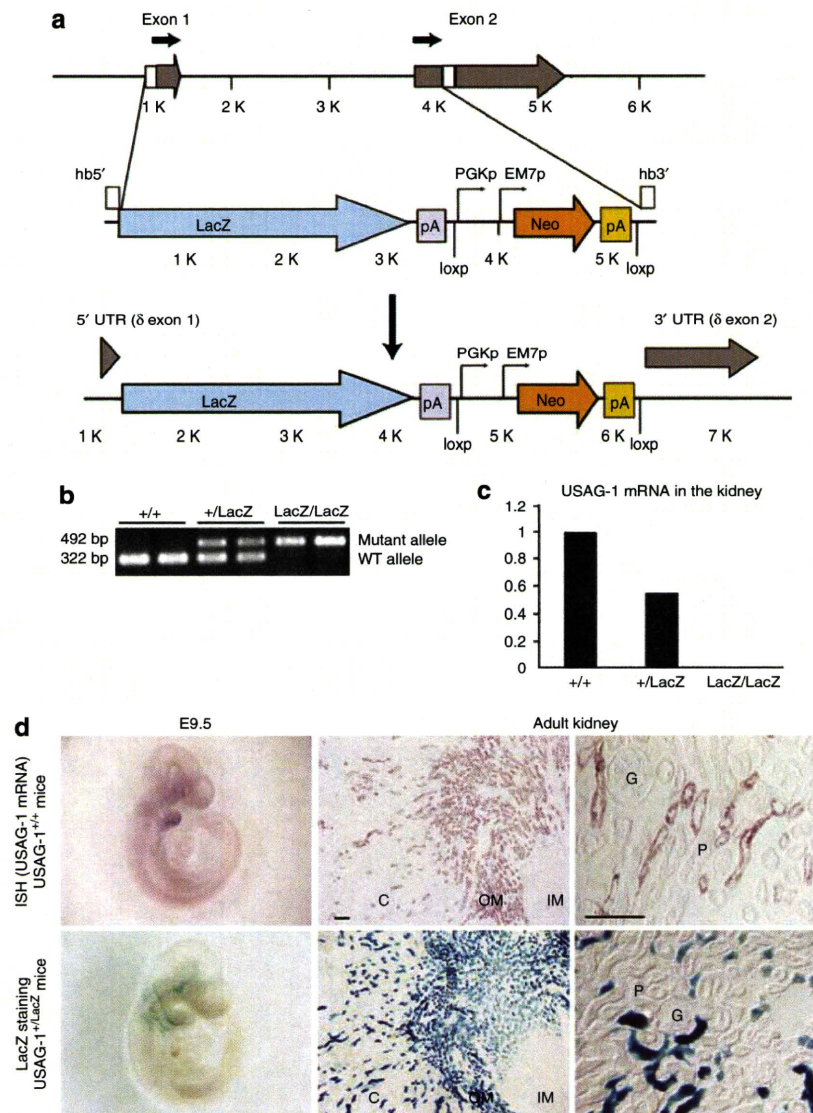 a
Exon 1
Exon 2
1 K 2 K 3 K 4 K 5 K 6 K
hb5′
PGKp EM7p
hb3′
LacZ pA Neo pA
1 K 2 K 3 K 4 K 5 K
loxp loxp
5′ UTR (δ exon 1)
3′ UTR (δ exon 2)
PGKp EM7p
LacZ pA Neo pA
1 K 2 K 3 K 4 K 5 K 6 K 7 K
loxp loxp
b
+/+ +/LacZ LacZ/LacZ
492 bp Mutant allele
322 bp WT allele
c
USAG-1 mRNA in the kidney
1.2
1
0.8
0.6
0.4
0.2
0
+/+ +/LacZ LacZ/LacZ
d
E9.5
Adult kidney
ISH (USAG-1 mRNA)
USAG-1+/+ mice
C OM IM
G
P
LacZ staining
USAG-1+/LacZ mice
C OM IM
P
G